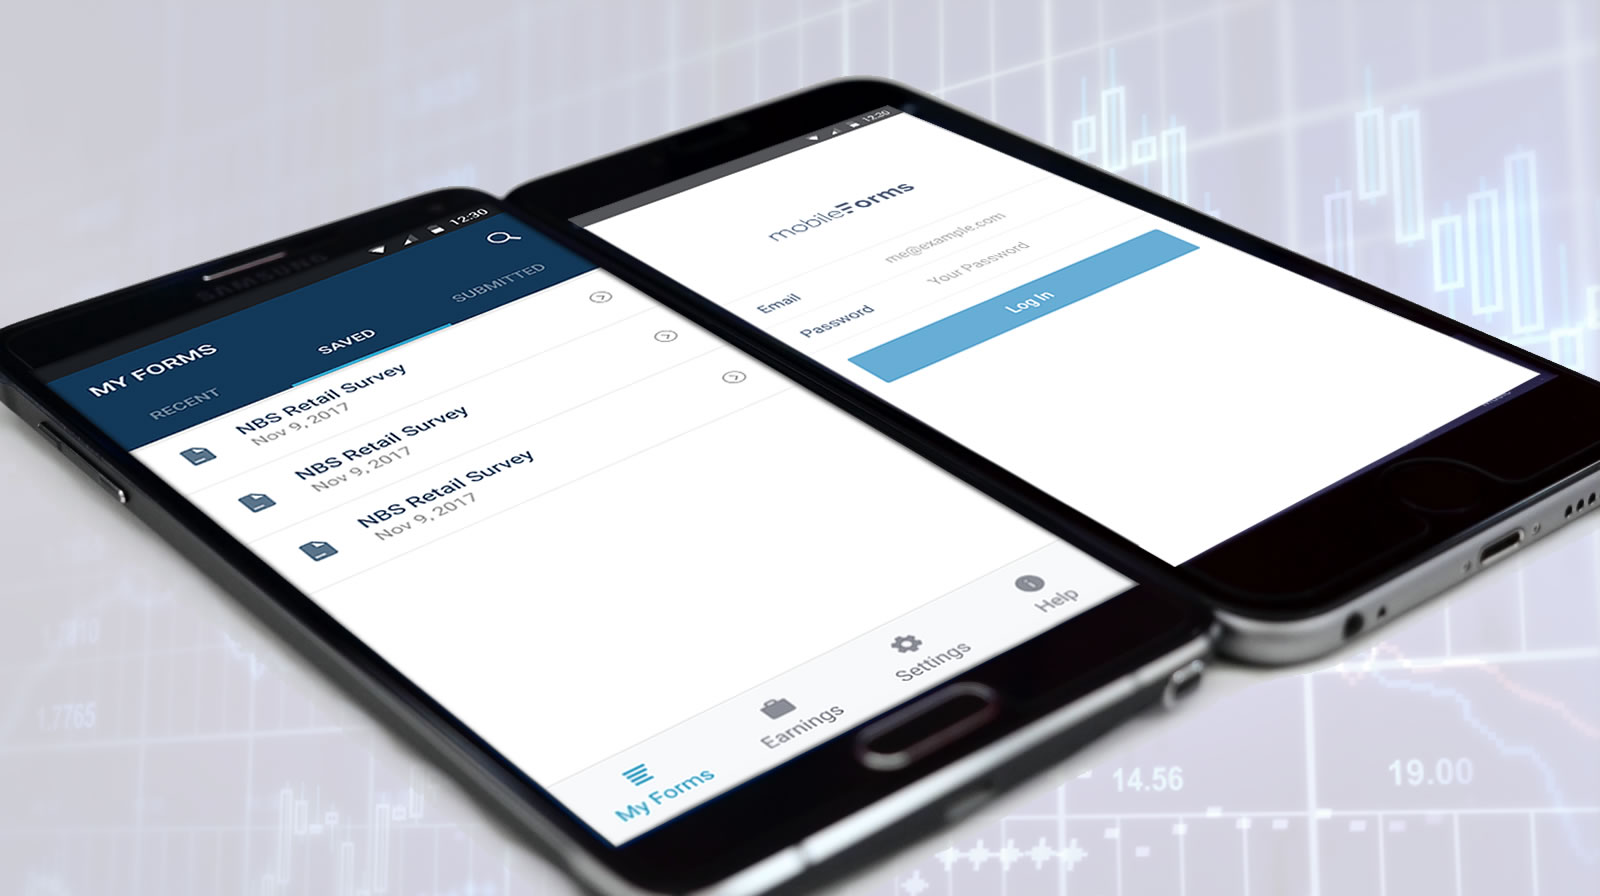 SAMSUNG
12:30
MY FORMS
RECENT
SAVED
SUBMITTED
NBS Retail Survey
Nov 9, 2017
NBS Retail Survey
Nov 9, 2017
NBS Retail Survey
Nov 9, 2017
My Forms
Earnings
Settings
Help
12:30
mobileForms
Email
me@example.com
Password
Your Password
Log In
1.7765
14.56
19.00